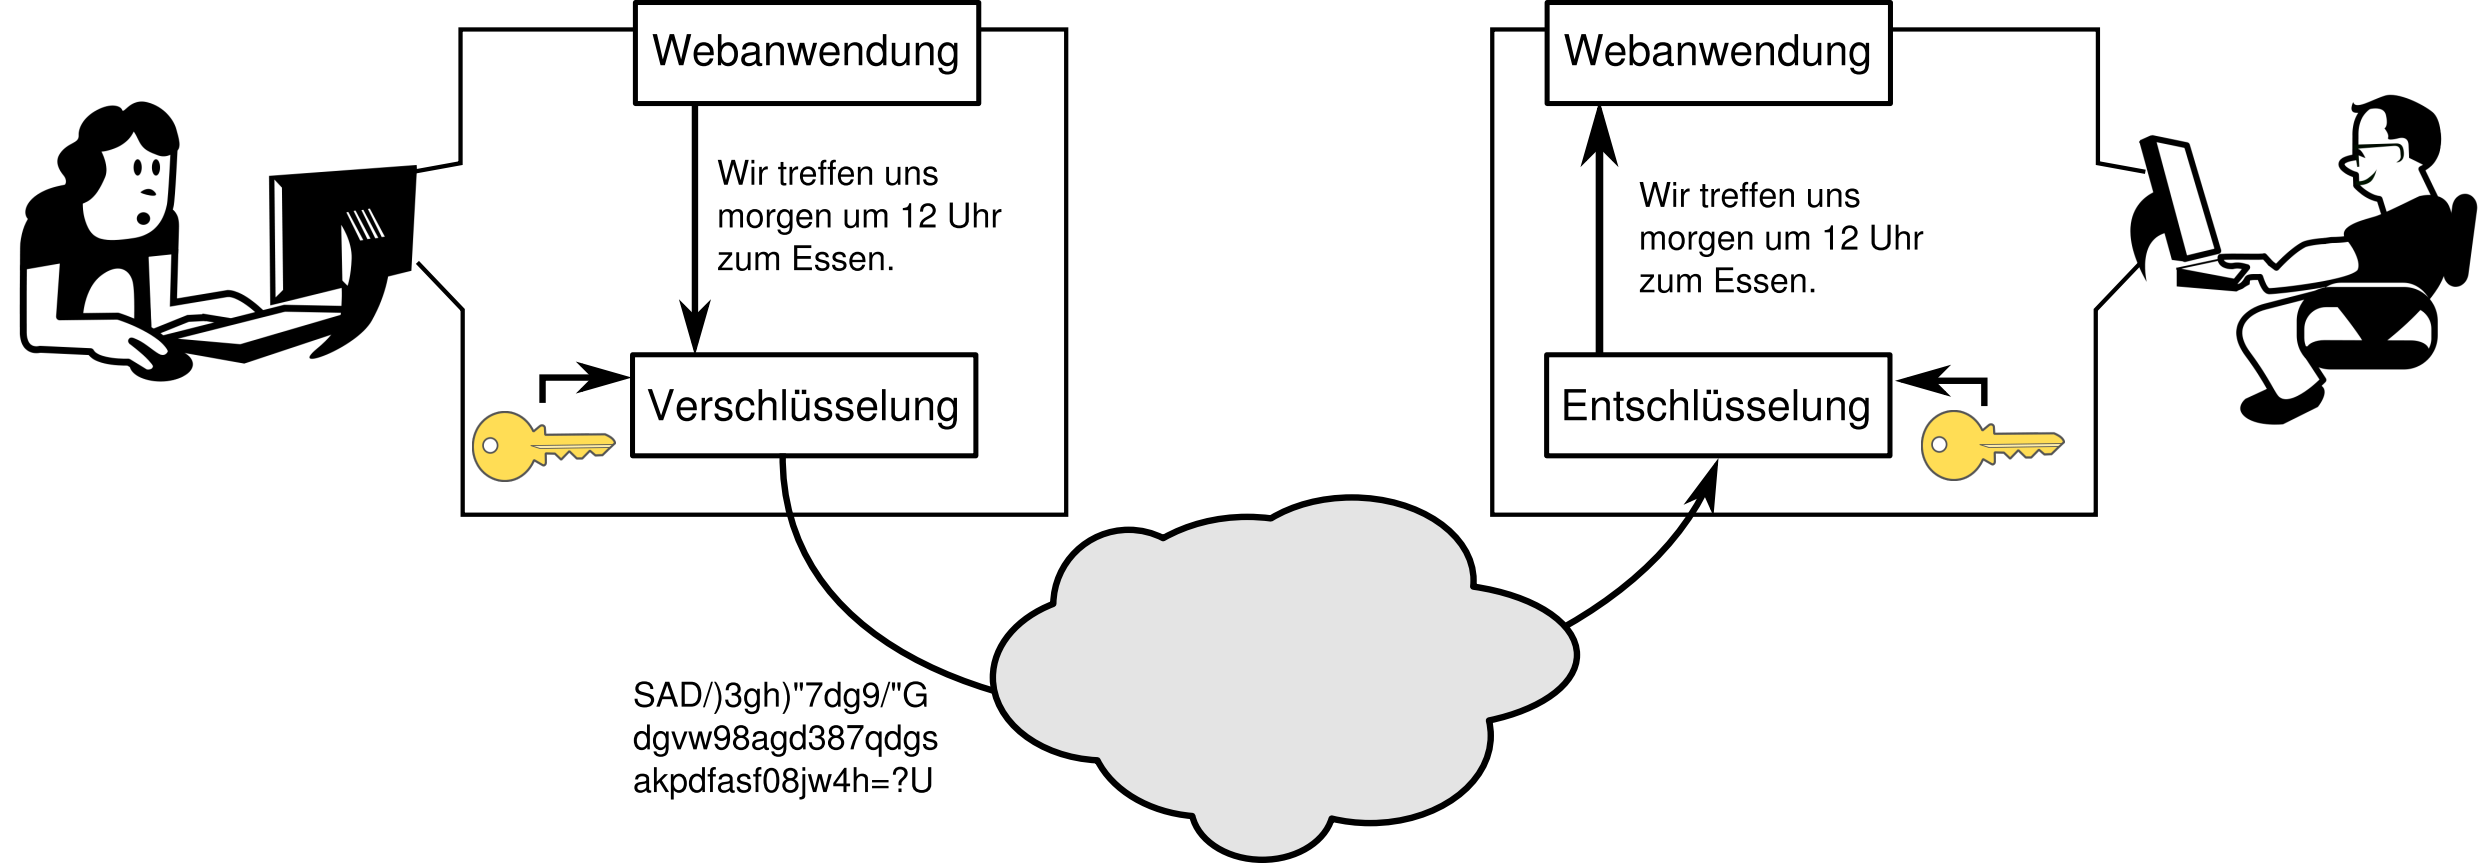 Webanwendung
Wir treffen uns
morgen um 12 Uhr
zum Essen.
Verschlüsselung
SAD/)3gh)"7dg9/"G
dgvw98agd387qdgs
akpdfasf08jw4h=?U
Webanwendung
Wir treffen uns
morgen um 12 Uhr
zum Essen.
Entschlüsselung